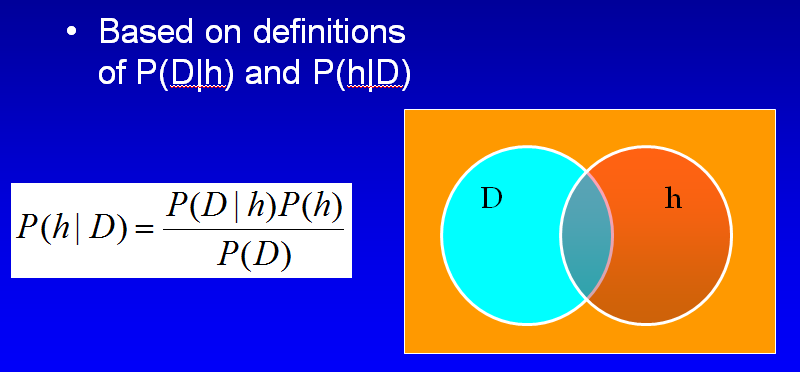 • Based on definitions
of P(D|h) and P(h|D)
P(h | D) = P(D | h)P(h) / P(D)
D h